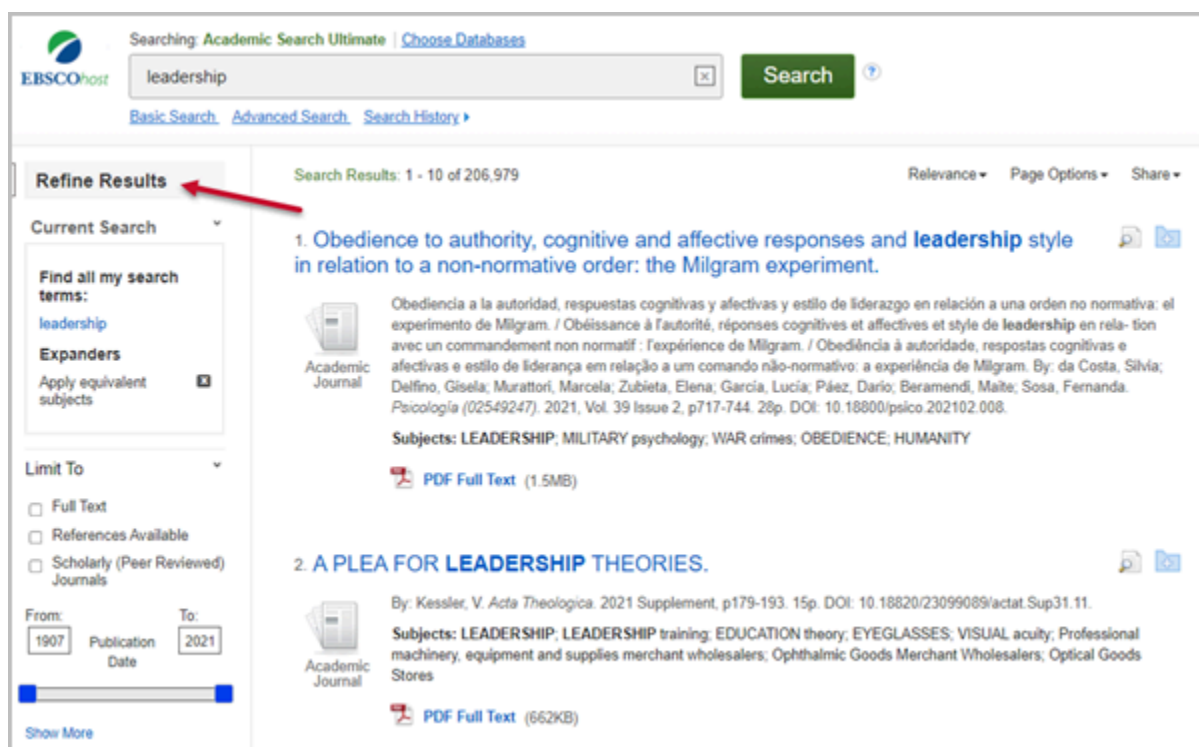 Searching: Academic Search Ultimate | Choose Databases
EBSCOhost
leadership
Search
Basic Search Advanced Search Search History
Refine Results
Current Search
Find all my search
terms:
leadership
Expanders
Apply equivalent
subjects
Limit To
Full Text
References Available
Scholarly (Peer Reviewed)
Journals
From: To:
1907 Publication 2021
Date
Show More
Search Results: 1 - 10 of 206,979
Relevance Page Options Share
1. Obedience to authority, cognitive and affective responses and leadership style
in relation to a non-normative order: the Milgram experiment.
Academic
Journal
Obediencia a la autoridad, respuestas cognitivas y afectivas y estilo de liderazgo en relación a una orden no normativa: el
experimento de Milgram. / Obéissance à l'autorité, réponses cognitives et affectives et style de leadership en rela- tion
avec un commandement non normatif : l'expérience de Milgram. / Obediência à autoridade, respostas cognitivas e
afectivas e estilo de liderança em relação a um comando não-normativo: a experiência de Milgram. By: da Costa, Silvia;
Delfino, Gisela; Murattori, Marcela; Zubieta, Elena; García, Lucía; Páez, Dario; Beramendi, Maite; Sosa, Fernanda.
Psicología (02549247). 2021, Vol. 39 Issue 2, p717-744. 28p. DOI: 10.18800/psico.202102.008.
Subjects: LEADERSHIP; MILITARY psychology; WAR crimes; OBEDIENCE; HUMANITY
PDF Full Text (1.5MB)
2. A PLEA FOR LEADERSHIP THEORIES.
Academic
Journal
By: Kessler, V. Acta Theologica. 2021 Supplement, p179-193. 15p. DOI: 10.18820/23099089/actat.Sup31.11.
Subjects: LEADERSHIP; LEADERSHIP training; EDUCATION theory; EYEGLASSES; VISUAL acuity; Professional
machinery, equipment and supplies merchant wholesalers; Ophthalmic Goods Merchant Wholesalers; Optical Goods
Stores
PDF Full Text (662KB)